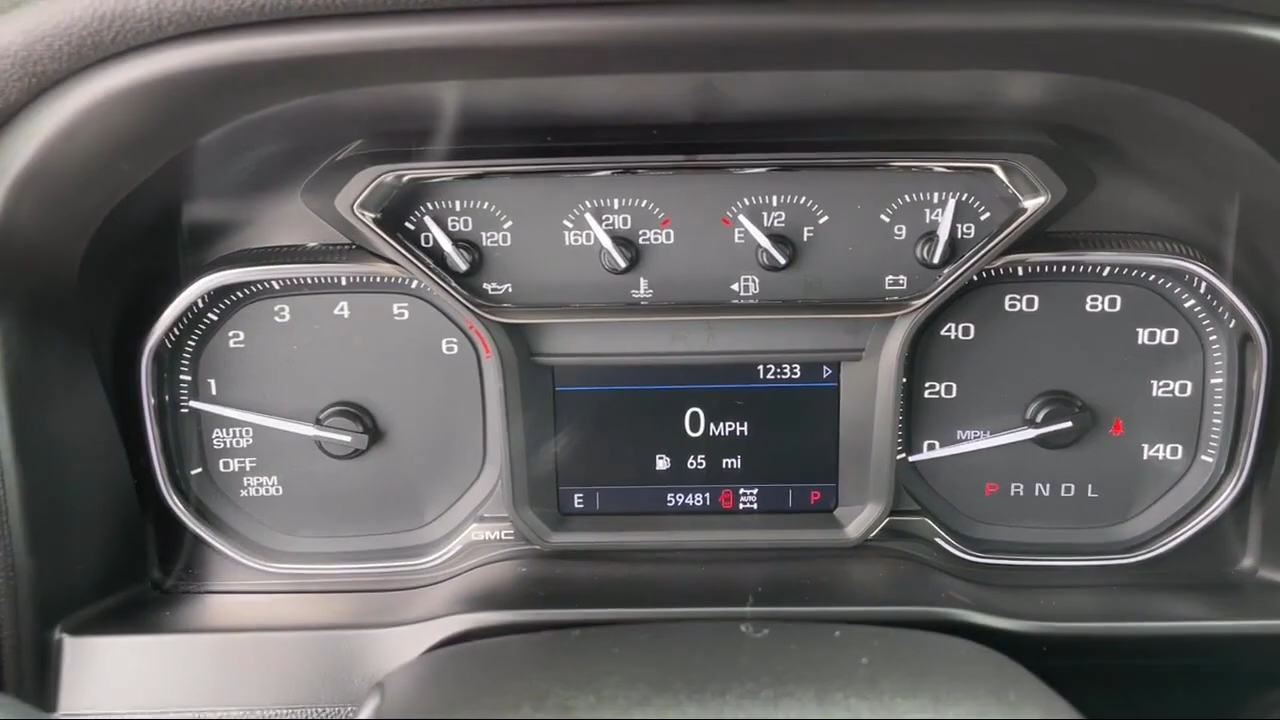 60
0 120
210
160 260
1/2
E F
14
9 19
1
2
3
4
5
6
AUTO
STOP
OFF
RPM
x1000
GMC
12:33
0 MPH
65 mi
E 59481 AUTO P
0
20
40
60
80
100
120
140
MPH
P R N D L